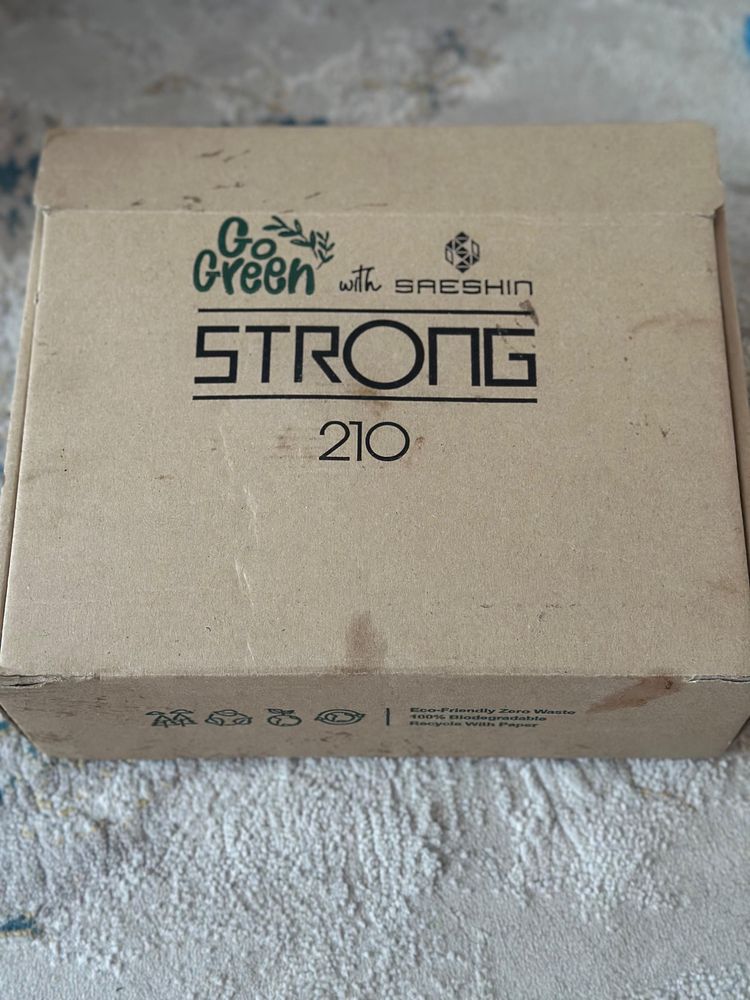 Go
Green with SAESHIN
STRONG
210
Eco-Friendly Zero Waste
100% Biodegradable
Recycle With Paper